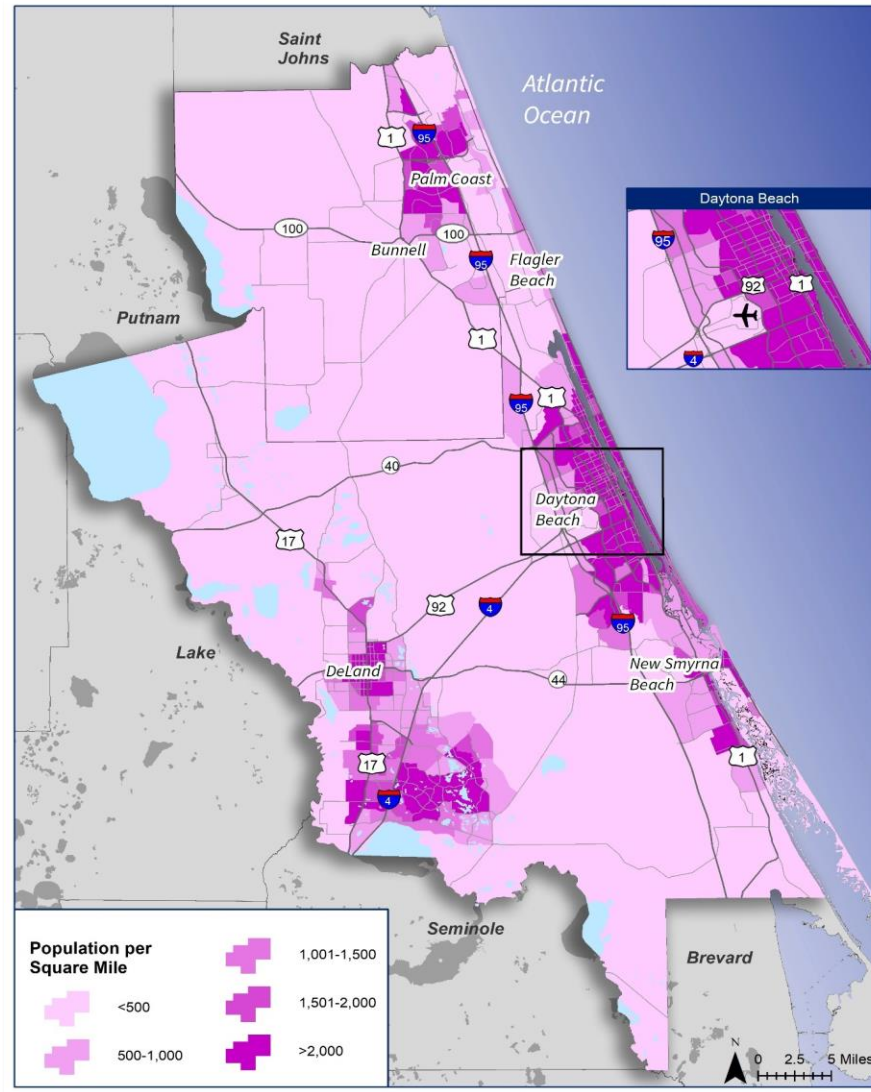 Saint
Johns
Atlantic
Ocean
1
95
Palm Coast
Daytona Beach
95
92
1
4
100
Bunnell
100
95
Flagler
Beach
Putnam
1
95
1
40
Daytona
Beach
17
92
4
95
Lake
DeLand
44
New Smyrna
Beach
17
1
4
Seminole
Brevard
Population per
Square Mile
<500
500-1,000
1,001-1,500
1,501-2,000
>2,000
N
0 2.5 5 Miles